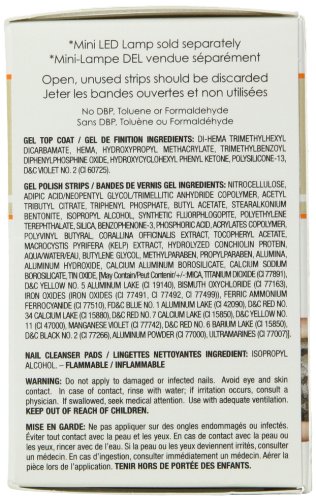 *Mini LED Lamp sold separately
*Mini-Lampe DEL vendue séparément
Open, unused strips should be discarded
Jeter les bandes ouvertes et non utilisées
No DBP, Toluene or Formaldehyde
Sans DBP, Toluène ou Formaldéhyde
GEL TOP COAT / GEL DE FINITION INGREDIENTS: DI-HEMA TRIMETHYLHEXYL
DICARBAMATE, HEMA, HYDROXYPROPYL METHACRYLATE, TRIMETHYLBENZOYL
DIPHENYLPHOSPHINE OXIDE, HYDROXYCYCLOHEXYL PHENYL KETONE, POLYSILICONE-13,
D&C VIOLET NO. 2 (CI 60725).
GEL POLISH STRIPS / BANDES DE VERNIS GEL INGREDIENTS: NITROCELLULOSE,
ADIPIC ACID/NEOPENTYL GLYCOL/TRIMELLITIC ANHYDRIDE COPOLYMER, ACETYL
TRIBUTYL CITRATE, TRIPHENYL PHOSPHATE, BUTYL ACETATE, STEARALKONIUM
BENTONITE, ISOPROPYL ALCOHOL, SYNTHETIC FLUORPHLOGOPITE, POLYETHYLENE
TEREPHTHALATE, SILICA, BENZOPHENONE-3, PHOSPHORIC ACID, ACRYLATES COPOLYMER,
POLYVINYL BUTYRAL, CORALLINA OFFICINALIS EXTRACT, TOCOPHERYL ACETATE,
MACROCYSTIS PYRIFERA (KELP) EXTRACT, HYDROLYZED CONCHIOLIN PROTEIN,
AQUA/WATER/EAU, BUTYLENE GLYCOL, METHYLPARABEN, PROPYLPARABEN, ALUMINA,
ALUMINUM HYDROXIDE, CALCIUM ALUMINUM BOROSILICATE, CALCIUM SODIUM
BOROSILICATE, TIN OXIDE, [May Contain/Peut Contenir+/-: MICA, TITANIUM DIOXIDE (CI 77891),
D&C YELLOW NO. 5 ALUMINUM LAKE (CI 19140), BISMUTH OXYCHLORIDE (CI 77163),
IRON OXIDES (IRON OXIDES (CI 77491, CI 77492, CI 77499)), FERRIC AMMONIUM
FERROCYANIDE (CI 77510), FD&C BLUE NO. 1 ALUMINUM LAKE (CI 42090), D&C RED NO.
34 CALCIUM LAKE (CI 15880), D&C RED NO. 7 CALCIUM LAKE (CI 15850), D&C YELLOW NO.
11 (CI 47000), MANGANESE VIOLET (CI 77742), D&C RED NO. 6 BARIUM LAKE (CI 15850),
D&C BLACK NO. 2 (CI 77266), ALUMINUM POWDER (CI 77000), ULTRAMARINES (CI 77007)].
NAIL CLEANSER PADS / LINGETTES NETTOYANTES INGREDIENTS: ISOPROPYL
ALCOHOL. – FLAMMABLE / INFLAMMABLE
WARNING: Do not apply to damaged or infected nails. Avoid eye and skin
contact. In case of contact, rinse with water; if irritation occurs, consult
a physician. If swallowed, seek medical attention. Use with adequate ventilation.
KEEP OUT OF REACH OF CHILDREN.
MISE EN GARDE: Ne pas appliquer sur des ongles endommagés ou infectés.
Éviter tout contact avec la peau et les yeux. En cas de contact avec la peau ou
les yeux, rincer avec de l'eau. Si la peau ou les yeux deviennent irrités, consulter
un médecin. En cas d'ingestion, consulter immédiatement un médecin. Aérer la
pièce lors de l'application. TENIR HORS DE PORTÉE DES ENFANTS.